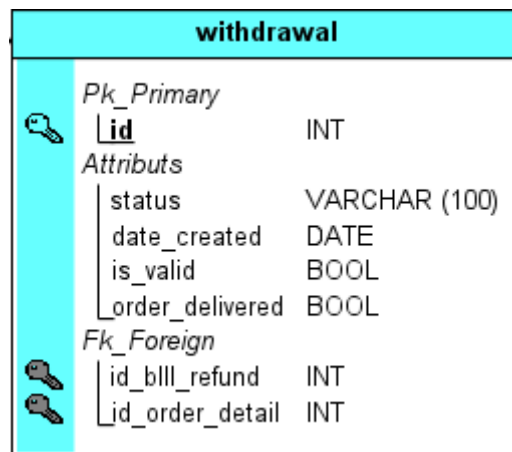 withdrawal
Pk_Primary
id INT
Attributs
status VARCHAR (100)
date_created DATE
is_valid BOOL
order_delivered BOOL
Fk_Foreign
id_blll_refund INT
id_order_detail INT